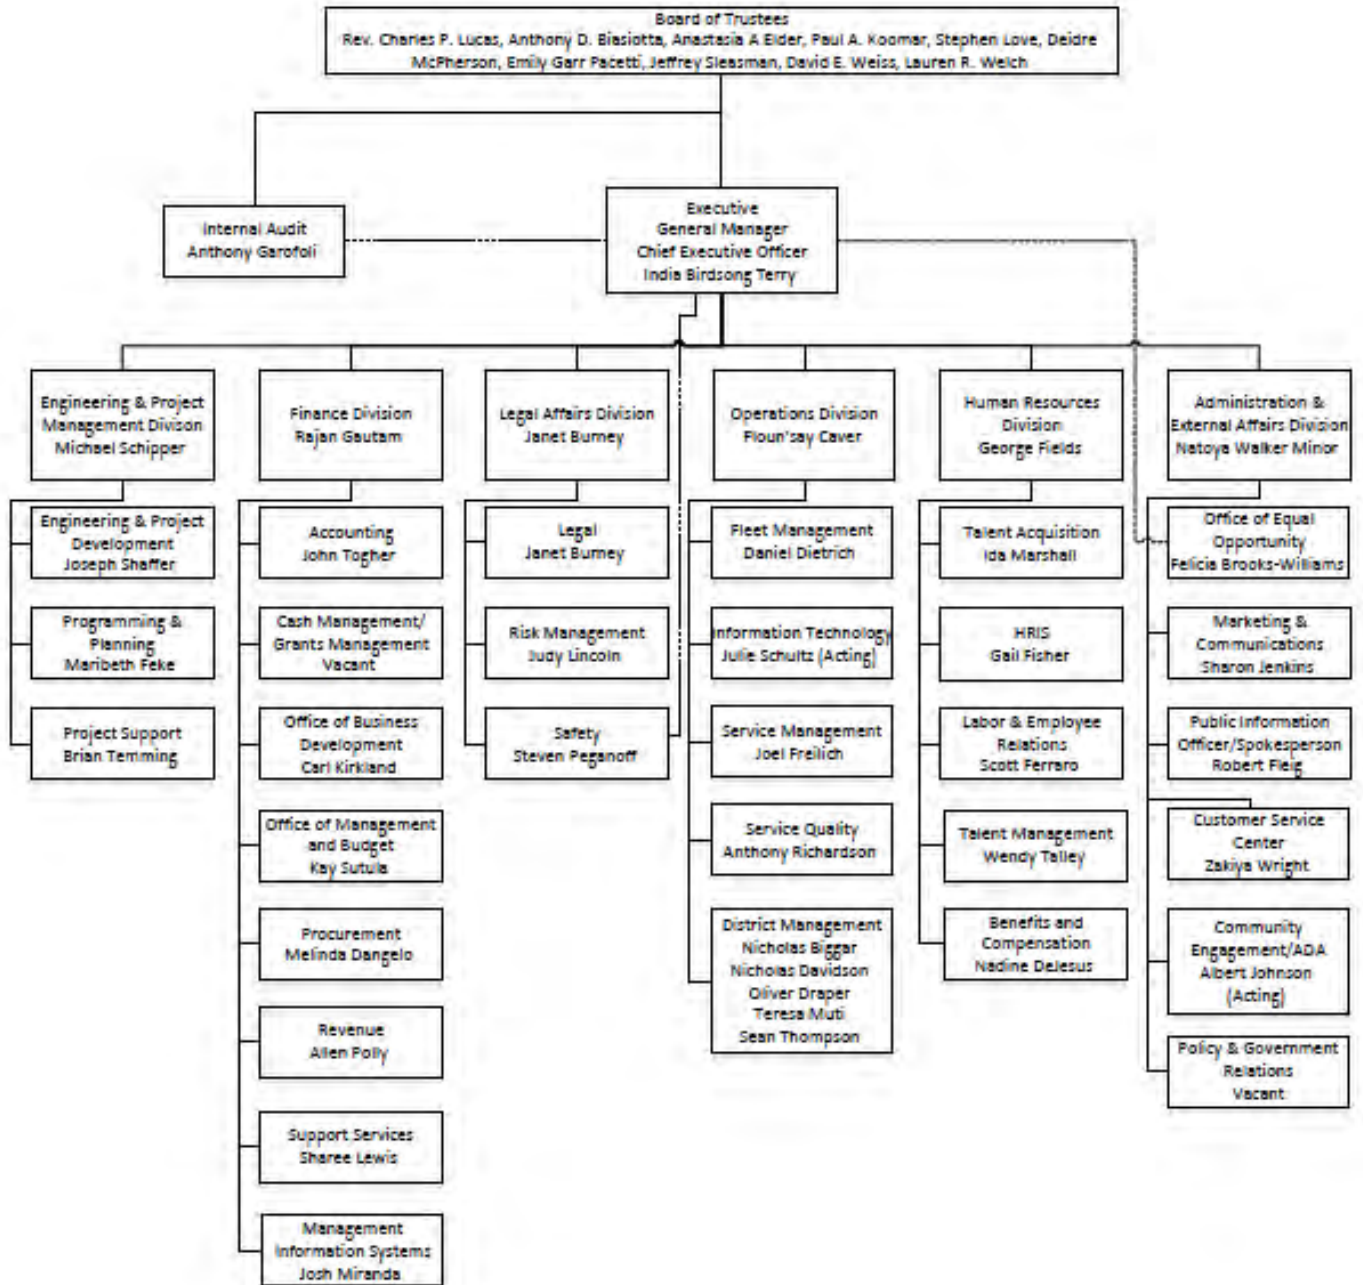 Board of Trustees
Rev. Charles P. Lucas, Anthony D. Biasiotta, Anastasia A Elder, Paul A. Koomar, Stephen Love, Deidre
McPherson, Emily Garr Pacetti, Jeffrey Sleasman, David E. Weiss, Lauren R. Welch
Internal Audit
Anthony Garofoli
Executive
General Manager
Chief Executive Officer
India Birdsong Terry
Engineering & Project
Management Divison
Michael Schipper
Finance Division
Rajan Gautam
Legal Affairs Division
Janet Burney
Operations Division
Floun'say Caver
Human Resources
Division
George Fields
Administration &
External Affairs Division
Natoya Walker Minor
Engineering & Project
Development
Joseph Shaffer
Programming &
Planning
Maribeth Feke
Project Support
Brian Temming
Accounting
John Togher
Cash Management/
Grants Management
Vacant
Office of Business
Development
Carl Kirkland
Office of Management
and Budget
Kay Sutula
Procurement
Melinda Dangelo
Revenue
Allen Polly
Support Services
Sharee Lewis
Management
Information Systems
Josh Miranda
Legal
Janet Burney
Risk Management
Judy Lincoln
Safety
Steven Peganoff
Fleet Management
Daniel Dietrich
Information Technology
Julie Schultz (Acting)
Service Management
Joel Freilich
Service Quality
Anthony Richardson
District Management
Nicholas Biggar
Nicholas Davidson
Oliver Draper
Teresa Muti
Sean Thompson
Talent Acquisition
Ida Marshall
HRIS
Gail Fisher
Labor & Employee
Relations
Scott Ferraro
Talent Management
Wendy Talley
Benefits and
Compensation
Nadine DeJesus
Office of Equal
Opportunity
Felicia Brooks-Williams
Marketing &
Communications
Sharon Jenkins
Public Information
Officer/Spokesperson
Robert Fleig
Customer Service
Center
Zakiya Wright
Community
Engagement/ADA
Albert Johnson
(Acting)
Policy & Government
Relations
Vacant